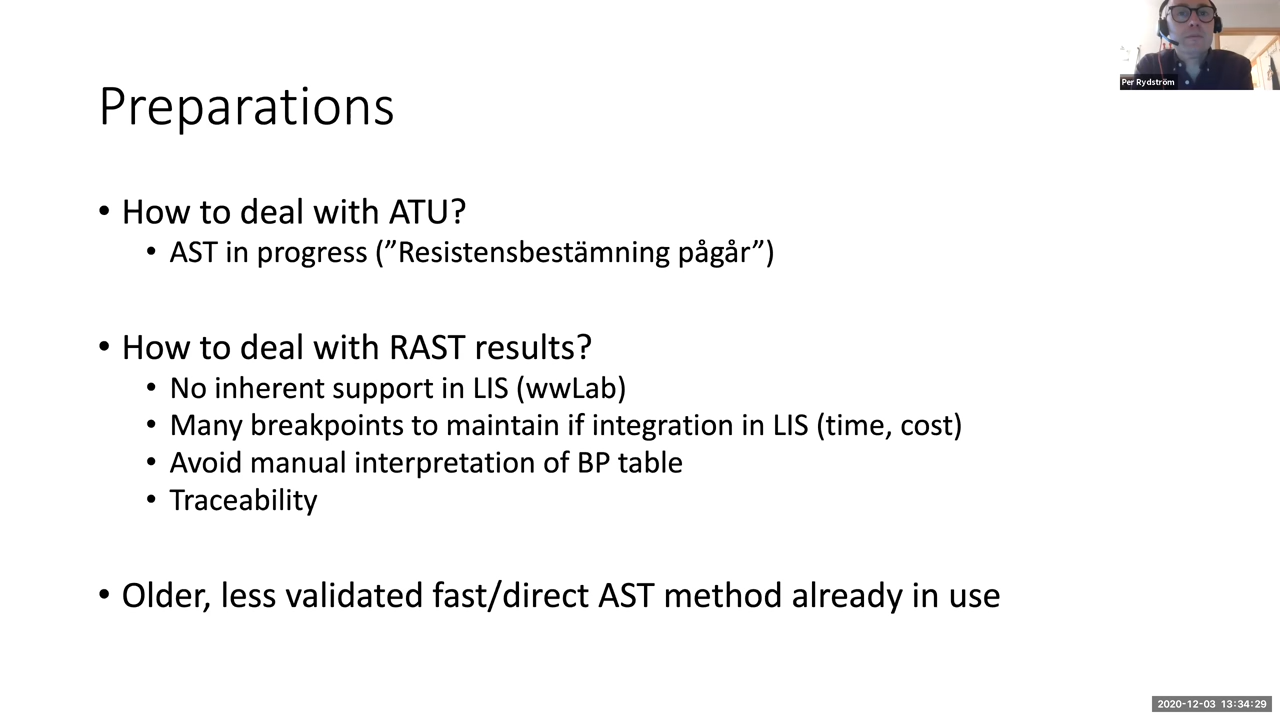 Per Rydström
Preparations
• How to deal with ATU?
• AST in progress (”Resistensbestämning pågår”)
• How to deal with RAST results?
• No inherent support in LIS (wwLab)
• Many breakpoints to maintain if integration in LIS (time, cost)
• Avoid manual interpretation of BP table
• Traceability
• Older, less validated fast/direct AST method already in use
2020-12-03 13:34:29